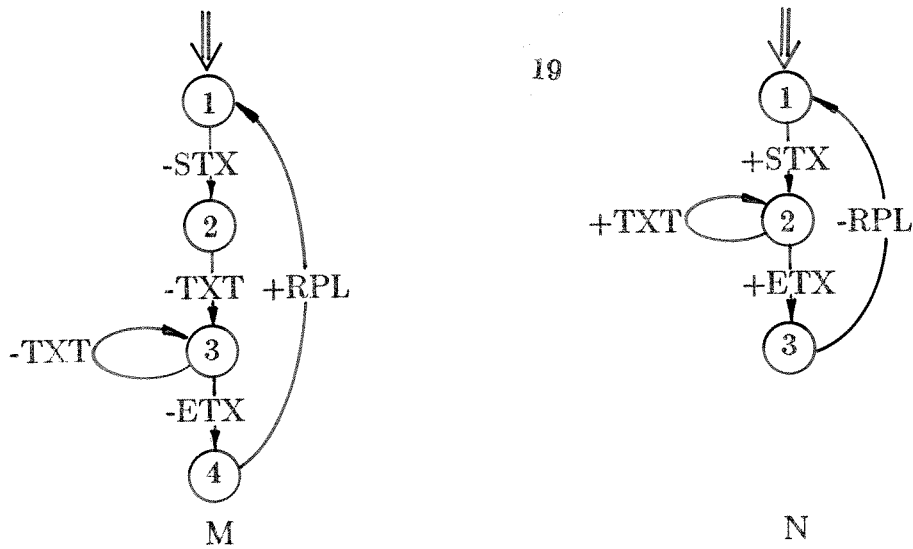 19
1
-STX
2
-TXT
+RPL
-TXT
3
-ETX
4
M
1
+STX
+TXT
2
-RPL
+ETX
3
N